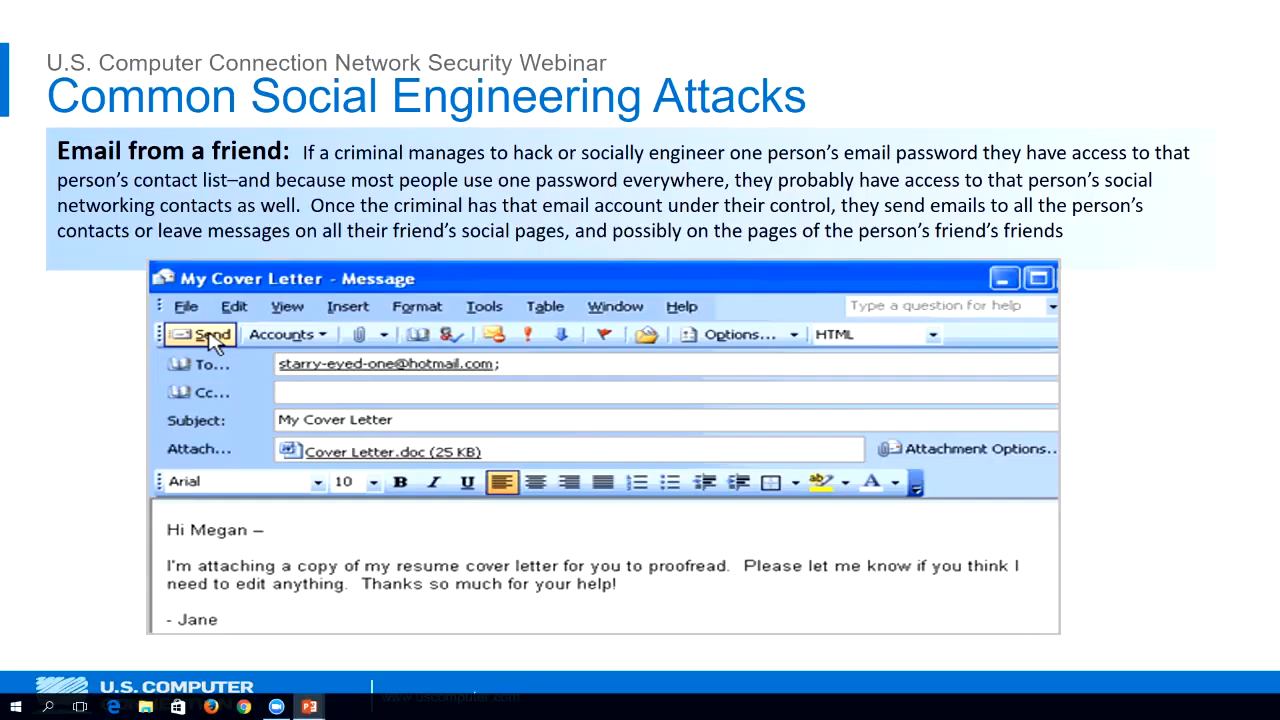 U.S. Computer Connection Network Security Webinar
Common Social Engineering Attacks
Email from a friend: If a criminal manages to hack or socially engineer one person's email password they have access to that
person's contact list–and because most people use one password everywhere, they probably have access to that person's social
networking contacts as well. Once the criminal has that email account under their control, they send emails to all the person's
contacts or leave messages on all their friend's social pages, and possibly on the pages of the person's friend's friends
My Cover Letter - Message
File Edit View Insert Format Tools Table Window Help Type a question for help
Send Accounts Options... HTML
To... starry-eyed-one@hotmail.com;
Cc...
Subject: My Cover Letter
Attach... Cover Letter.doc (25 KB) Attachment Options..
Arial 10 B I U A
Hi Megan –
I'm attaching a copy of my resume cover letter for you to proofread. Please let me know if you think I
need to edit anything. Thanks so much for your help!
- Jane
U.S. COMPUTER
www.uscomputer.com